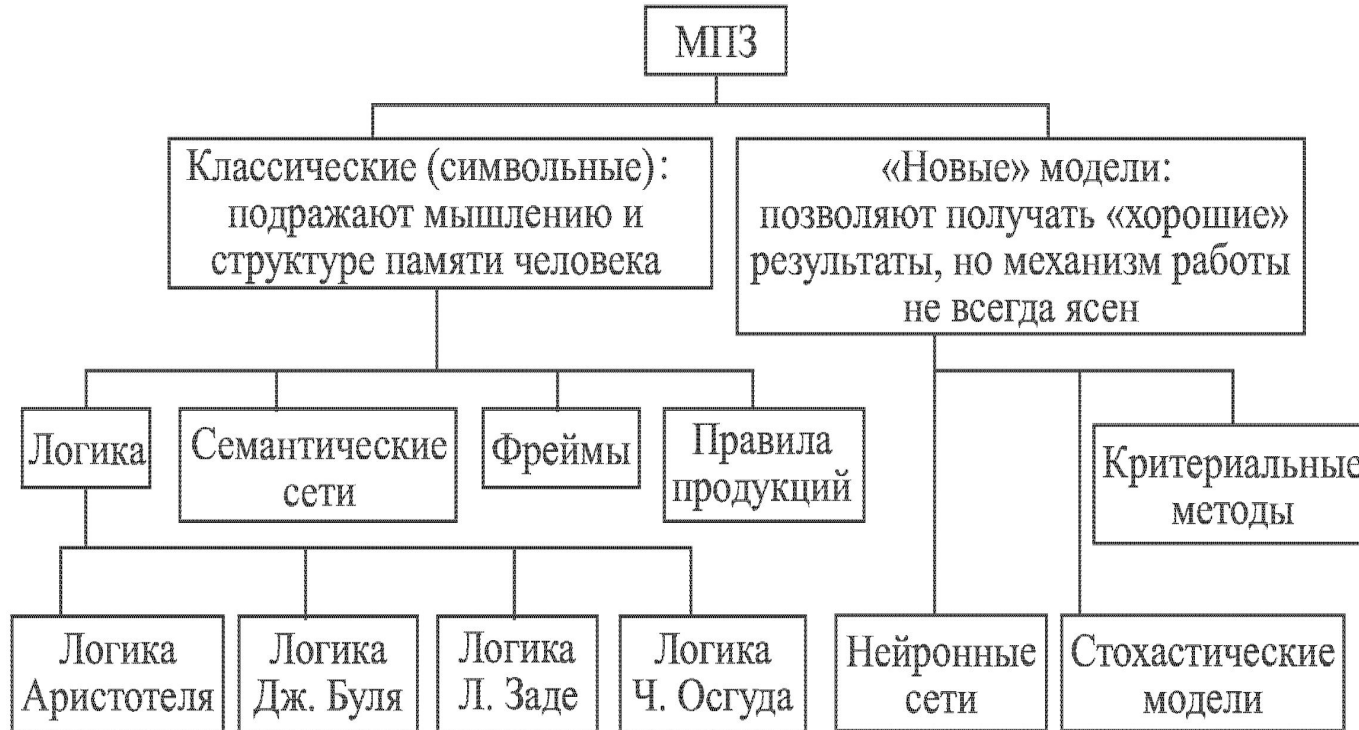 МПЗ
Классические (символьные):
подражают мышлению и
структуре памяти человека
«Новые» модели:
позволяют получать «хорошие»
результаты, но механизм работы
не всегда ясен
Логика
Семантические
сети
Фреймы
Правила
продукций
Критериальные
методы
Логика
Аристотеля
Логика
Дж. Буля
Логика
Л. Заде
Логика
Ч. Осгуда
Нейронные
сети
Стохастические
модели